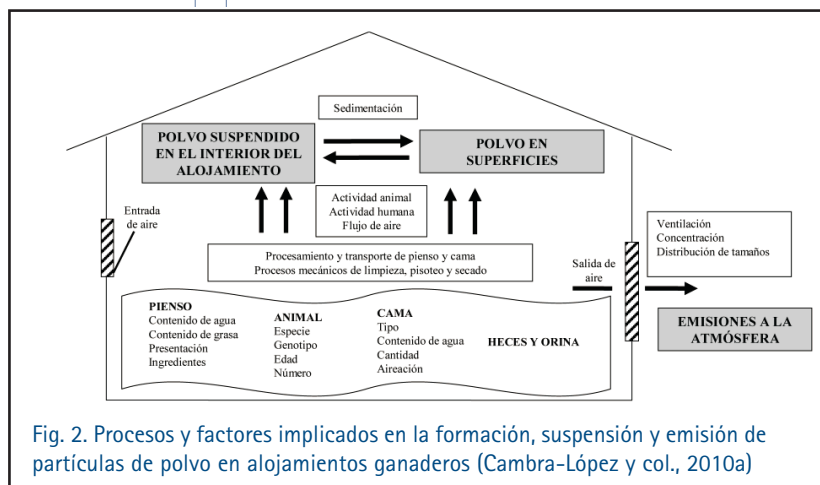 Sedimentación
POLVO SUSPENDIDO
EN EL INTERIOR DEL
ALOJAMIENTO
POLVO EN
SUPERFICIES
Actividad animal
Actividad humana
Flujo de aire
Entrada
de aire
Procesamiento y transporte de pienso y cama
Procesos mecánicos de limpieza, pisoteo y secado
Salida de
aire
Ventilación
Concentración
Distribución de tamaños
EMISIONES A LA
ATMÓSFERA
PIENSO
Contenido de agua
Contenido de grasa
Presentación
Ingredientes
ANIMAL
Especie
Genotipo
Edad
Número
CAMA
Tipo
Contenido de agua
Cantidad
Aireación
HECES Y ORINA
Fig. 2. Procesos y factores implicados en la formación, suspensión y emisión de
partículas de polvo en alojamientos ganaderos (Cambra-López y col., 2010a)